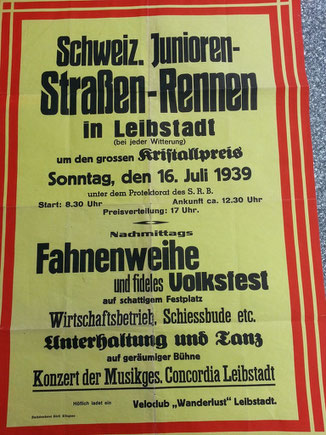 Schweiz. Junioren-
Straßen-Rennen
in Leibstadt
(bei jeder Witterung)
um den grossen Kristallpreis
Sonntag, den 16. Juli 1939
unter dem Protektorat des S. R. B.
Start: 8.30 Uhr Ankunft ca. 12.30 Uhr
Preisverteilung: 17 Uhr.
Nachmittags
Fahnenweihe
und fideles Volksfest
auf schattigem Festplatz
Wirtschaftsbetrieb, Schiessbude etc.
Unterhaltung und Tanz
auf geräumiger Bühne
Konzert der Musikges. Concordia Leibstadt
Höflich ladet ein Veloclub „Wanderlust" Leibstadt.